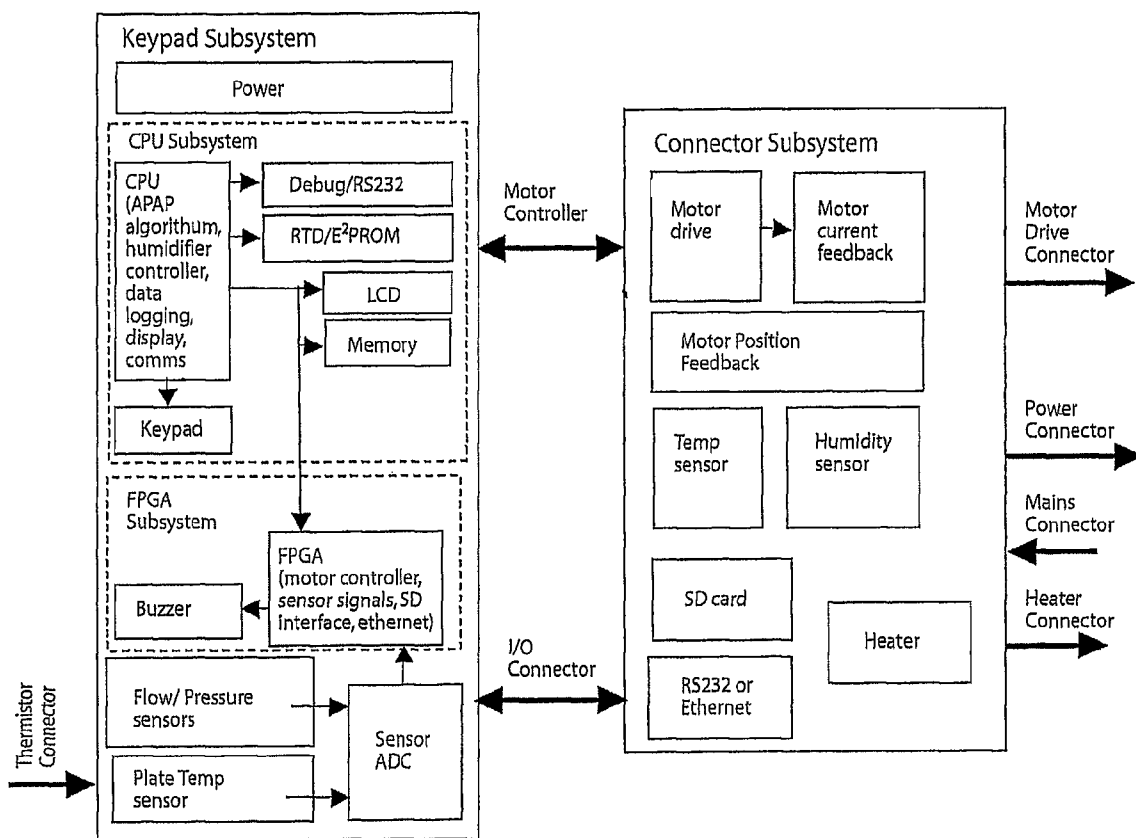 Keypad Subsystem
Power
CPU Subsystem
CPU
(APAP
algorithum,
humidifier
controller,
data
logging,
display,
comms
Debug/RS232
RTD/E²PROM
LCD
Memory
Keypad
FPGA
Subsystem
FPGA
(motor controller,
sensor signals, SD
interface, ethernet)
Buzzer
Flow/ Pressure
sensors
Plate Temp
sensor
Sensor
ADC
Thermistor
Connector
Motor
Controller
I/O
Connector
Connector Subsystem
Motor
drive
Motor
current
feedback
Motor Position
Feedback
Temp
sensor
Humidity
sensor
SD card
Heater
RS232 or
Ethernet
Motor
Drive
Connector
Power
Connector
Mains
Connector
Heater
Connector